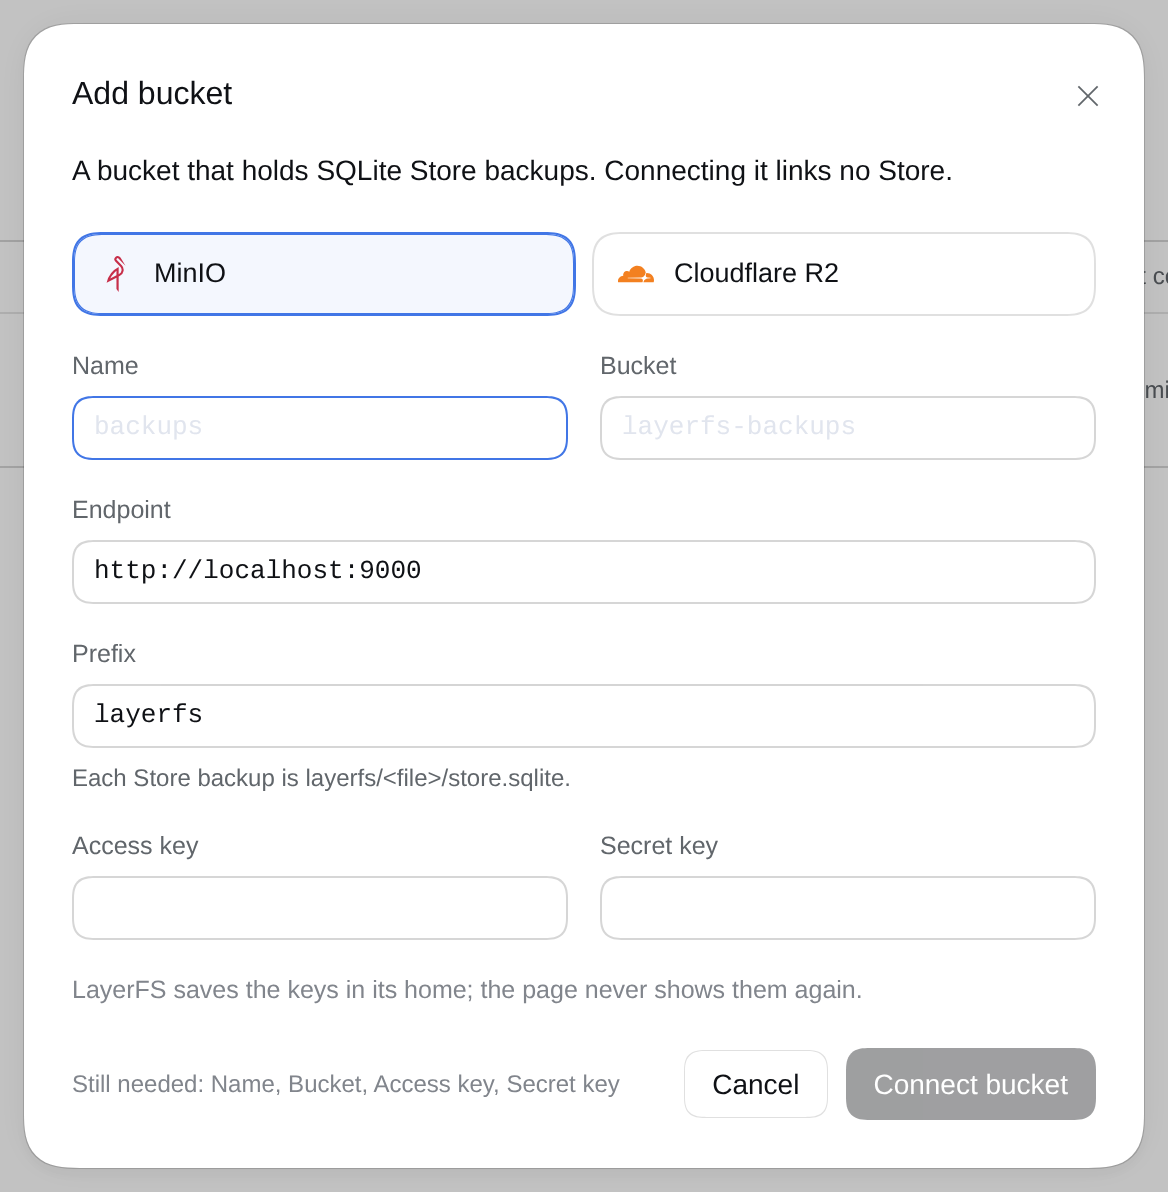 Add bucket
A bucket that holds SQLite Store backups. Connecting it links no Store.
MinIO
Cloudflare R2
Name
Bucket
backups
layerfs-backups
Endpoint
http://localhost:9000
Prefix
layerfs
Each Store backup is layerfs/<file>/store.sqlite.
Access key
Secret key
LayerFS saves the keys in its home; the page never shows them again.
Still needed: Name, Bucket, Access key, Secret key
Cancel
Connect bucket